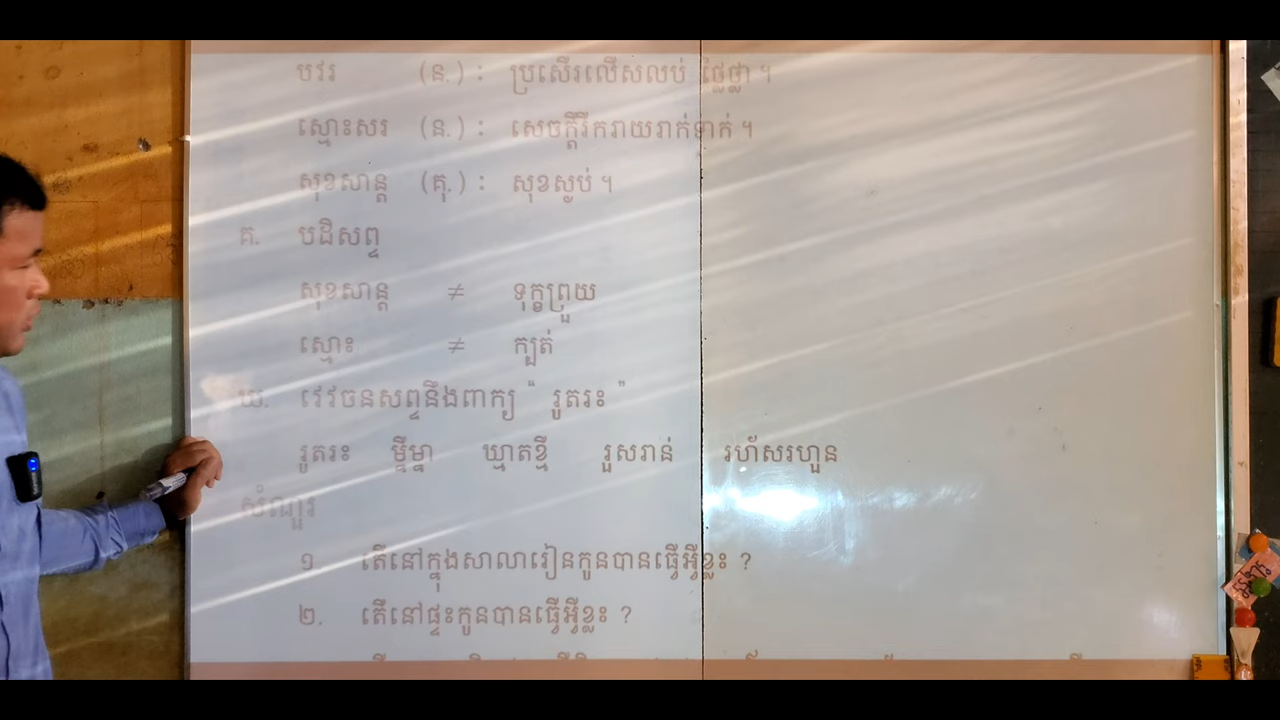 បវរ (ន.) : ប្រសើរលើសលប់ ថ្លៃថ្លា ។
ស្មោះសរ (ន.) : សេចក្ដីរីករាយរាក់ទាក់ ។
សុខសាន្ត (គុ.) : សុខស្រួប់ ។
គ. បដិសព្ទ
សុខសាន្ត ≠ ទុក្ខព្រួយ
ស្មោះ ≠ ក្បត់
ឃ. វេវចនសព្ទនឹងពាក្យ " រូតរះ "
រូតរះ ម្នីម្នា ឃ្មាតខ្មី រួសរាន់ រហ័សរហួន
សំណួរ
១ តើនៅក្នុងសាលារៀនកូនបានធ្វើអ្វីខ្លះ ?
២. តើនៅផ្ទះកូនបានធ្វើអ្វីខ្លះ ?